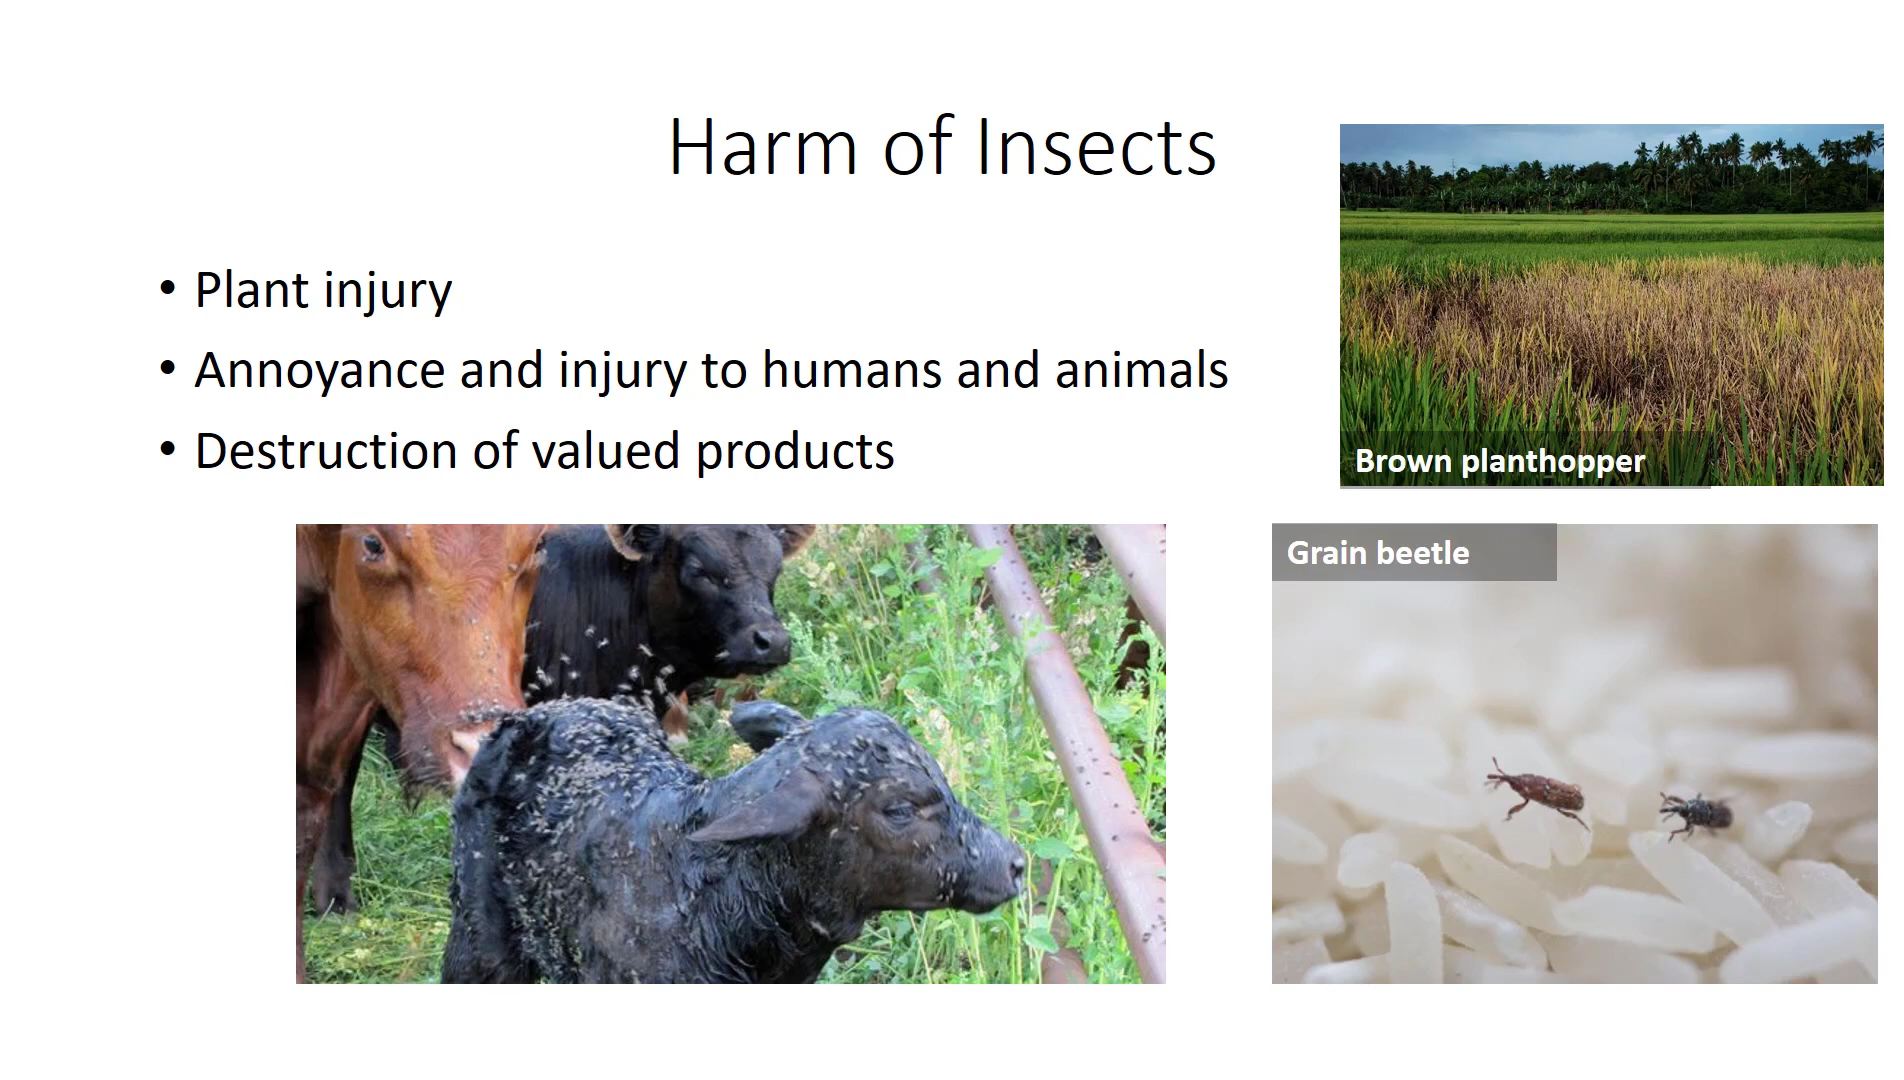 Harm of Insects
• Plant injury
• Annoyance and injury to humans and animals
• Destruction of valued products
Brown planthopper
Grain beetle